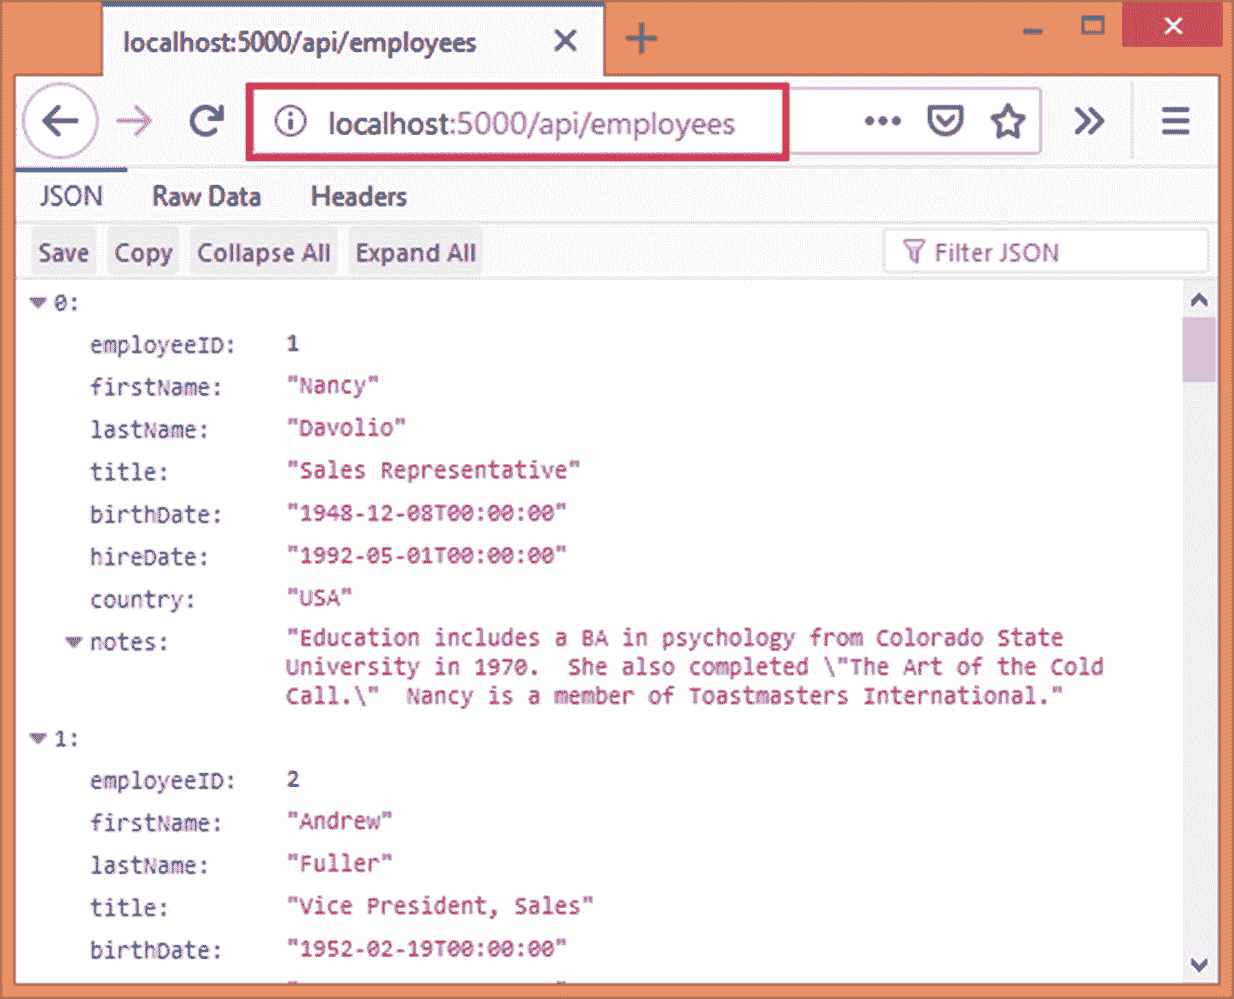 localhost:5000/api/employees
localhost:5000/api/employees
JSON Raw Data Headers
Save Copy Collapse All Expand All Filter JSON
0:
employeeID: 1
firstName: "Nancy"
lastName: "Davolio"
title: "Sales Representative"
birthDate: "1948-12-08T00:00:00"
hireDate: "1992-05-01T00:00:00"
country: "USA"
notes: "Education includes a BA in psychology from Colorado State
University in 1970.  She also completed \"The Art of the Cold
Call.\"  Nancy is a member of Toastmasters International."
1:
employeeID: 2
firstName: "Andrew"
lastName: "Fuller"
title: "Vice President, Sales"
birthDate: "1952-02-19T00:00:00"